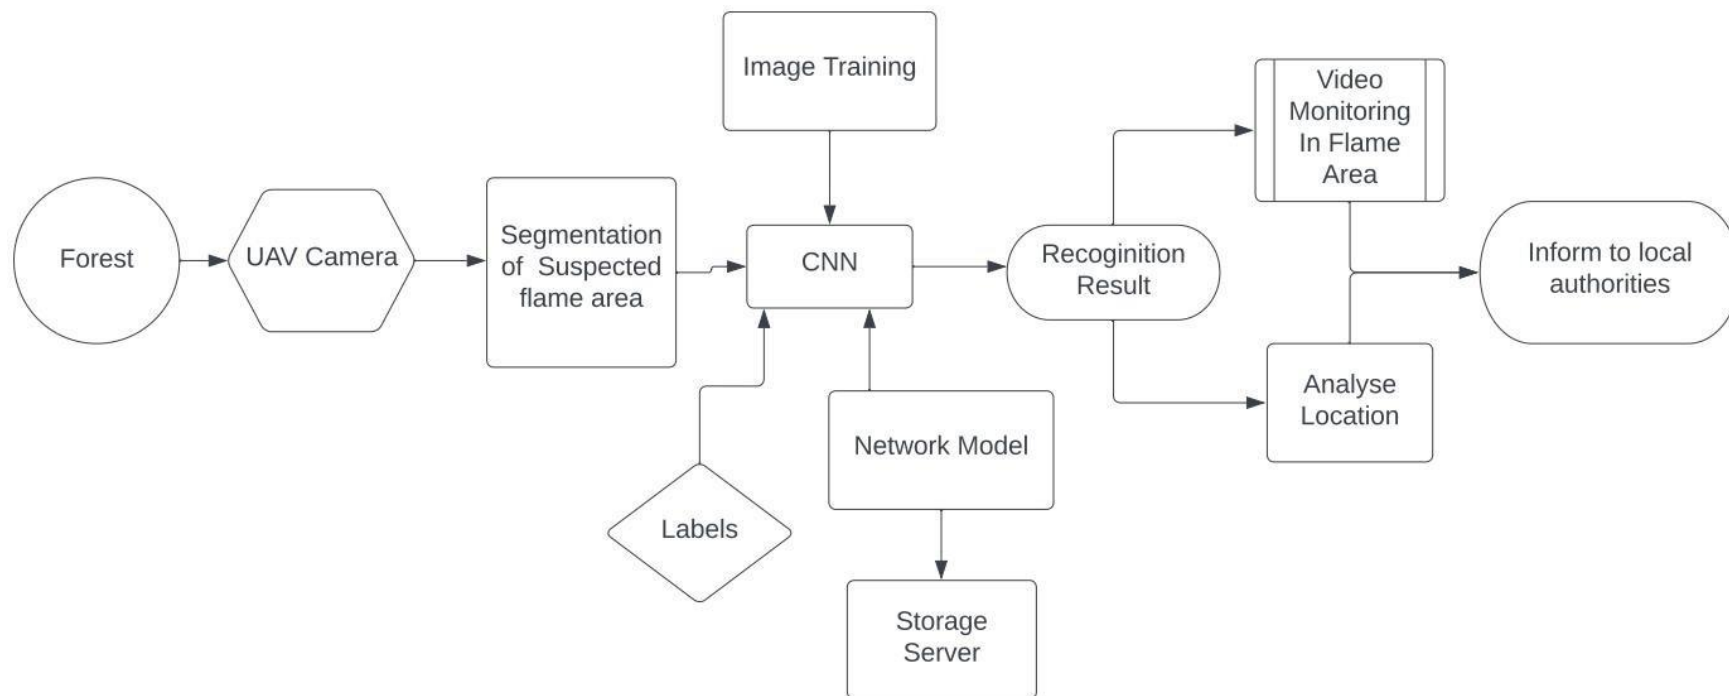 Image Training
Video
Monitoring
In Flame
Area
Forest
UAV Camera
Segmentation
of Suspected
flame area
CNN
Recoginition
Result
Inform to local
authorities
Analyse
Location
Network Model
Labels
Storage
Server